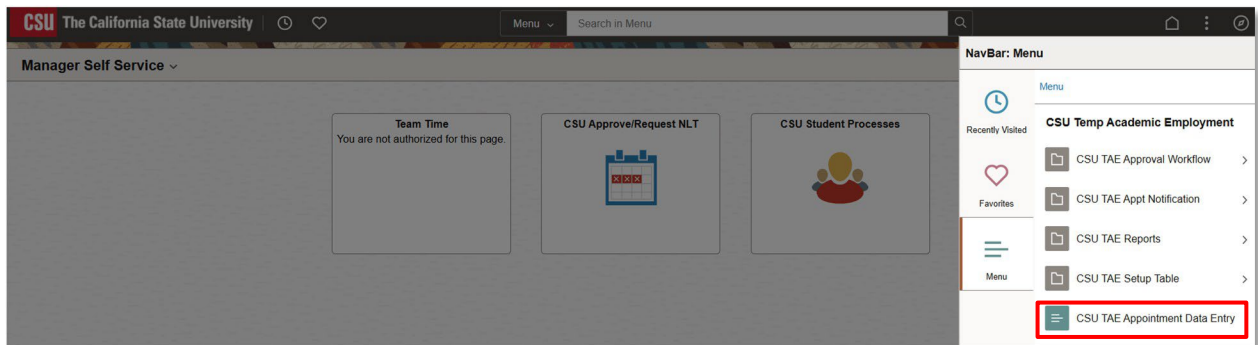 CSU The California State University
Menu
Search in Menu
Manager Self Service
Team Time
You are not authorized for this page.
CSU Approve/Request NLT
XXX
CSU Student Processes
NavBar: Menu
Recently Visited
Favorites
Menu
Menu
CSU Temp Academic Employment
CSU TAE Approval Workflow
CSU TAE Appt Notification
CSU TAE Reports
CSU TAE Setup Table
CSU TAE Appointment Data Entry